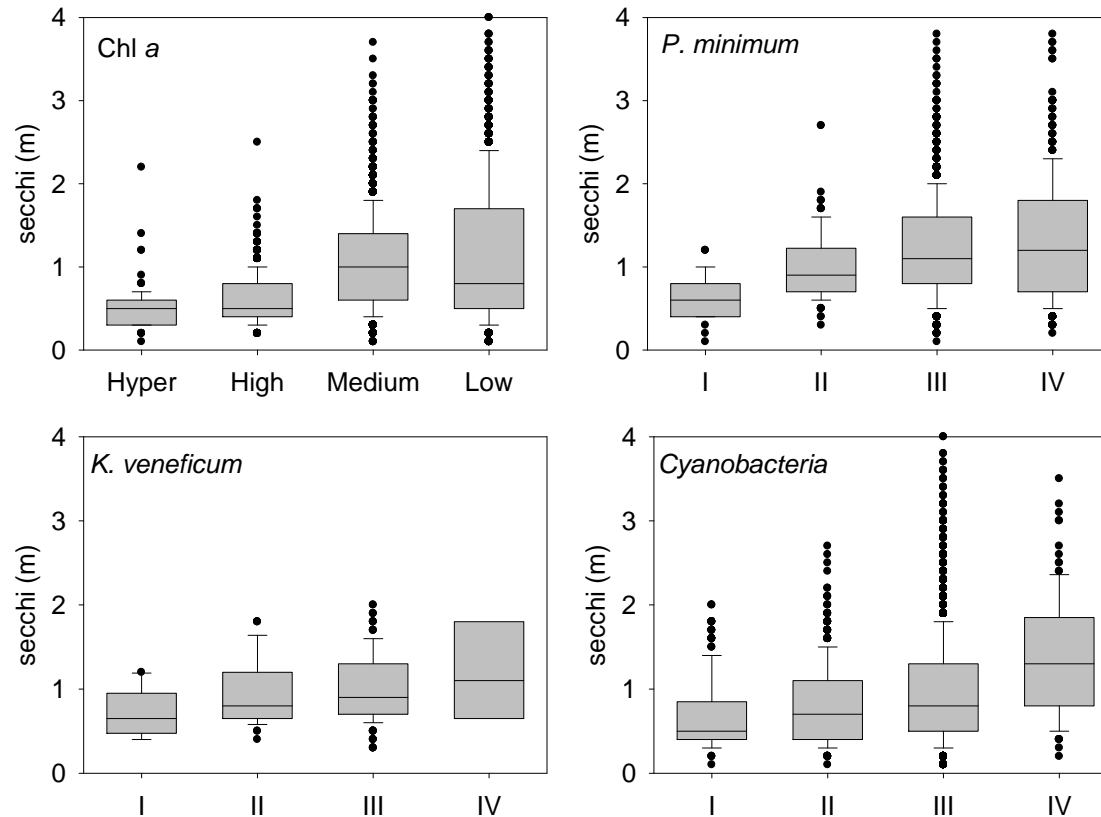 Chl a
secchi (m)
4
3
2
1
0
Hyper High Medium Low
P. minimum
secchi (m)
4
3
2
1
0
I II III IV
K. veneficum
secchi (m)
4
3
2
1
0
I II III IV
Cyanobacteria
secchi (m)
4
3
2
1
0
I II III IV